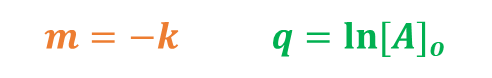 m = −k q = ln[A]ₒ